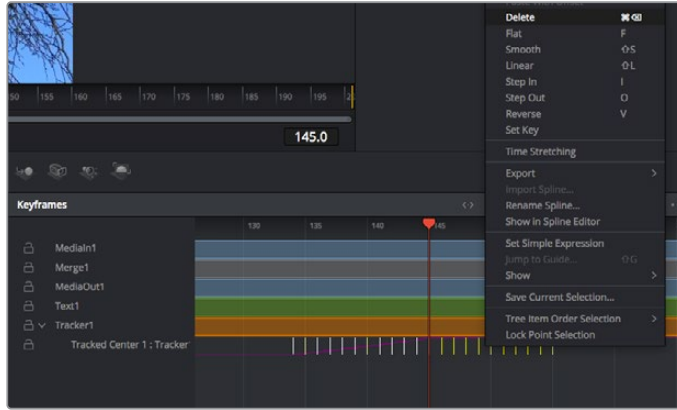 Delete ⌘⌫
Flat F
Smooth ⇧S
Linear ⇧L
Step In I
Step Out O
Reverse V
Set Key
Time Stretching
Export >
Import Spline...
Rename Spline...
Show in Spline Editor
Set Simple Expression
Jump to Guide... ⇧G
Show >
Save Current Selection...
Tree Item Order Selection >
Lock Point Selection
50 155 160 165 170 175 180 185 190 195
145.0
Keyframes < >
130 135 140 145
MediaIn1
Merge1
MediaOut1
Text1
Tracker1
Tracked Center 1 : Tracker